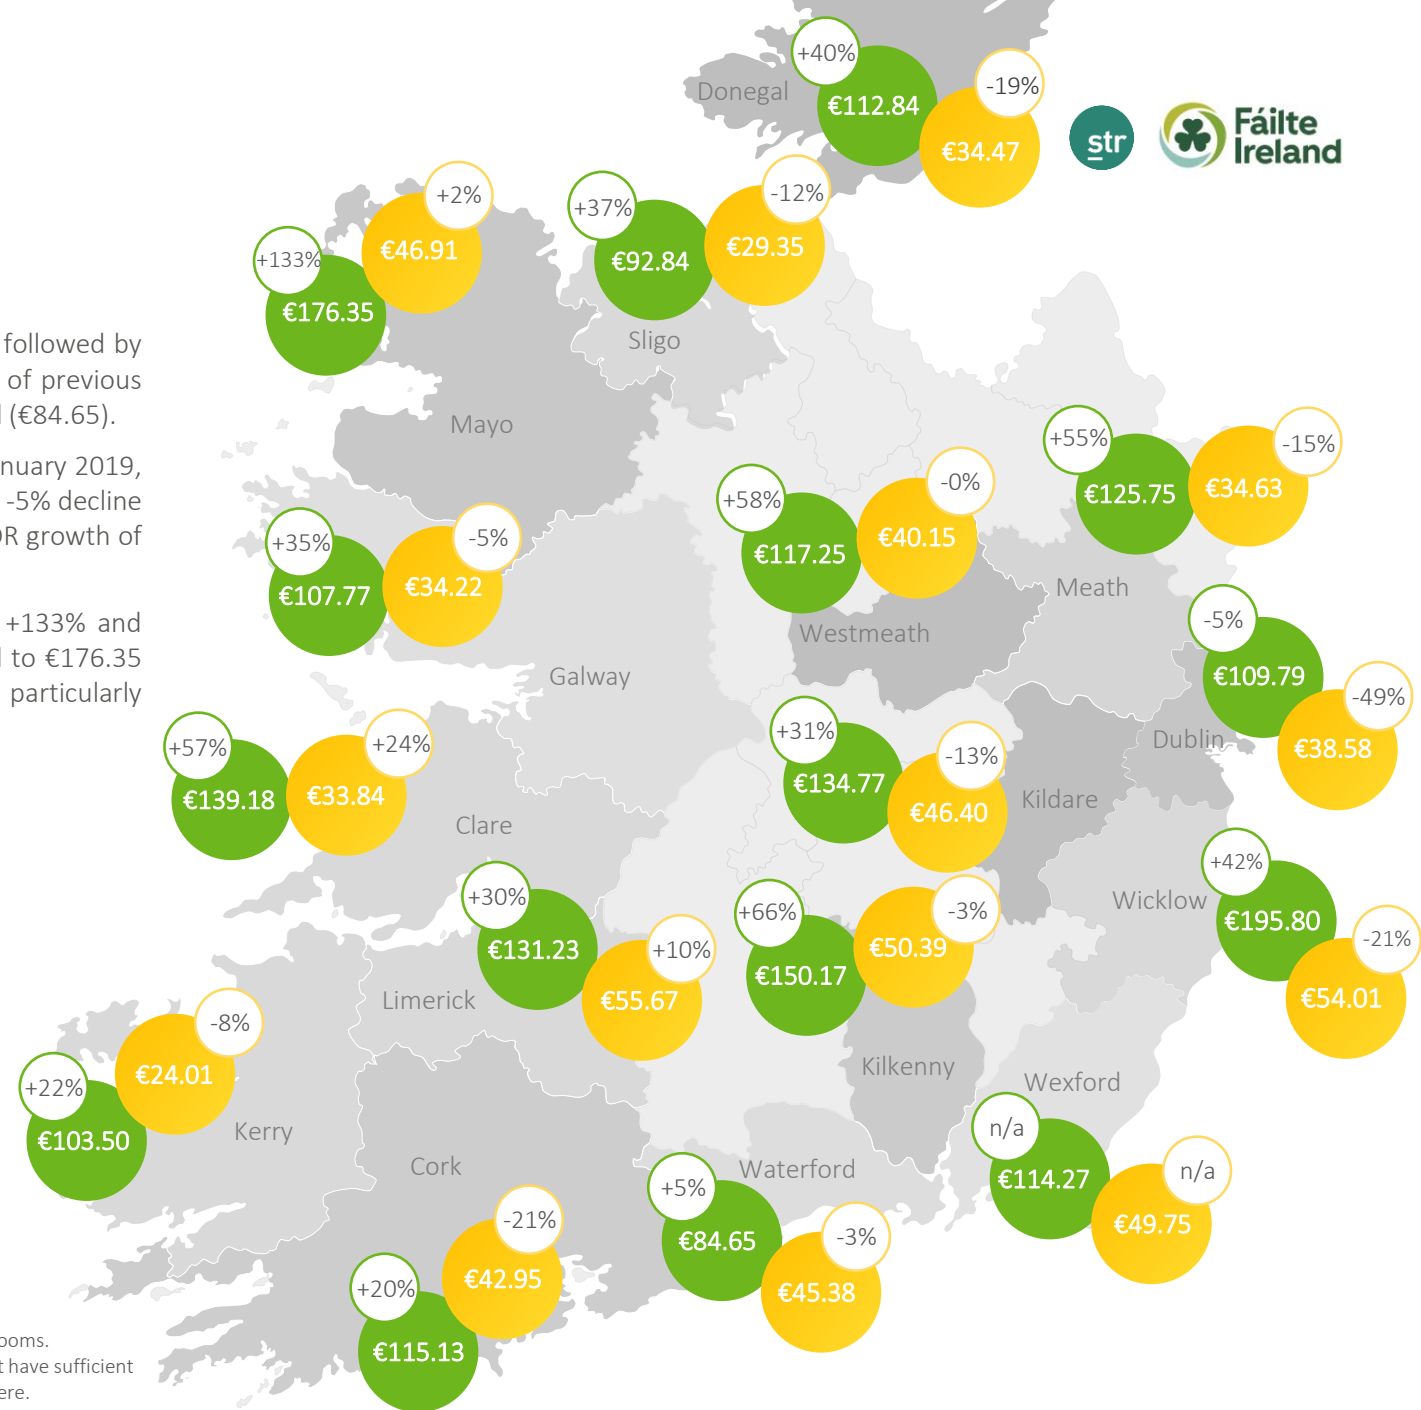 +40%
Donegal
€112.84
-19%
€34.47
str
Fáilte
Ireland
+2%
€46.91
+133%
€176.35
+37%
€92.84
-12%
€29.35
Sligo
Mayo
followed by
of previous
(€84.65).
nuary 2019,
-5% decline
growth of
+133% and
to €176.35
particularly
+55%
€125.75
-15%
€34.63
Meath
+58%
€117.25
-0%
€40.15
Westmeath
+35%
€107.77
-5%
€34.22
Galway
-5%
€109.79
-49%
€38.58
Dublin
+57%
€139.18
+24%
€33.84
Clare
+31%
€134.77
-13%
€46.40
Kildare
+42%
€195.80
-21%
€54.01
Wicklow
+30%
€131.23
+10%
€55.67
Limerick
+66%
€150.17
-3%
€50.39
Kilkenny
-8%
€24.01
+22%
€103.50
Kerry
Cork
-21%
€42.95
+20%
€115.13
Waterford
+5%
€84.65
-3%
€45.38
Wexford
n/a
€114.27
n/a
€49.75
ooms.
t have sufficient
ere.